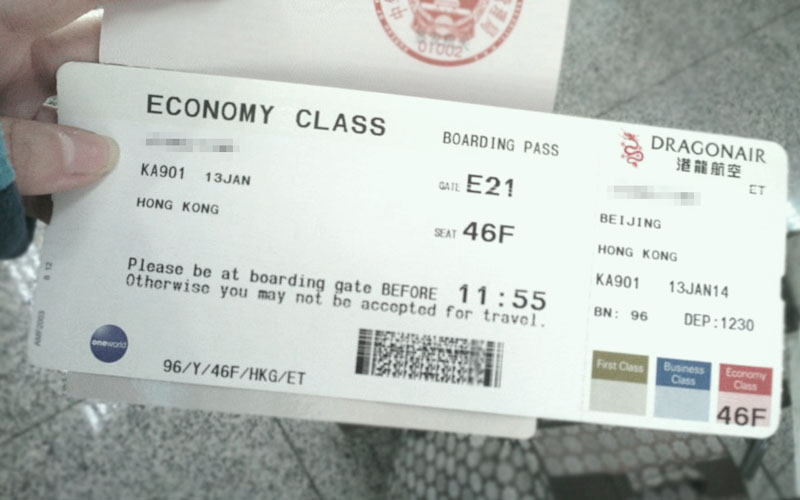 01002
ECONOMY CLASS
BOARDING PASS
KA901 13JAN
GATE E21
HONG KONG
SEAT 46F
Please be at boarding gate BEFORE 11:55
Otherwise you may not be accepted for travel.
oneworld
96/Y/46F/HKG/ET
DRAGONAIR
港龍航空
ET
BEIJING
HONG KONG
KA901 13JAN14
BN: 96 DEP:1230
First Class
Business Class
Economy Class
46F